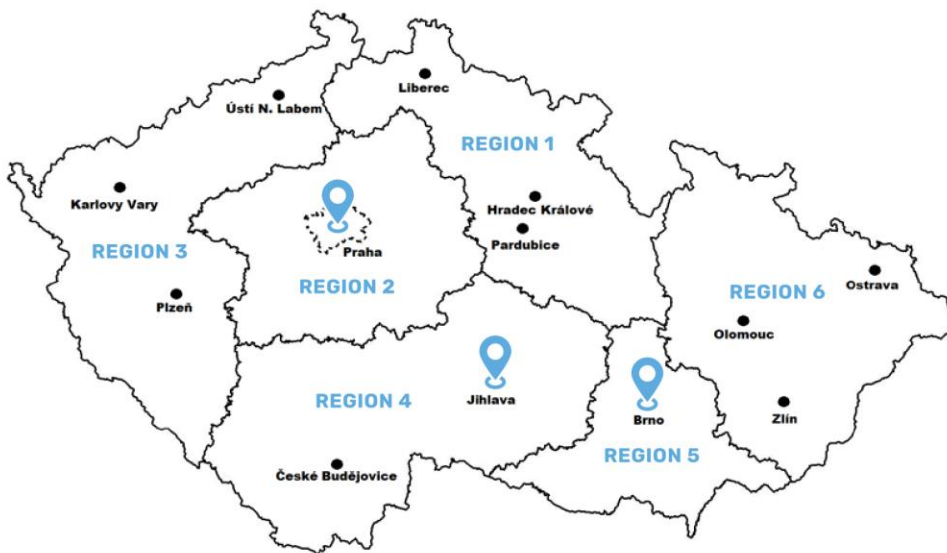 Liberec
Ústí N. Labem
REGION 1
Karlovy Vary
Hradec Králové
Pardubice
Praha
REGION 3
REGION 2
Plzeň
Ostrava
REGION 6
Olomouc
REGION 4
Jihlava
Brno
Zlín
REGION 5
České Budějovice